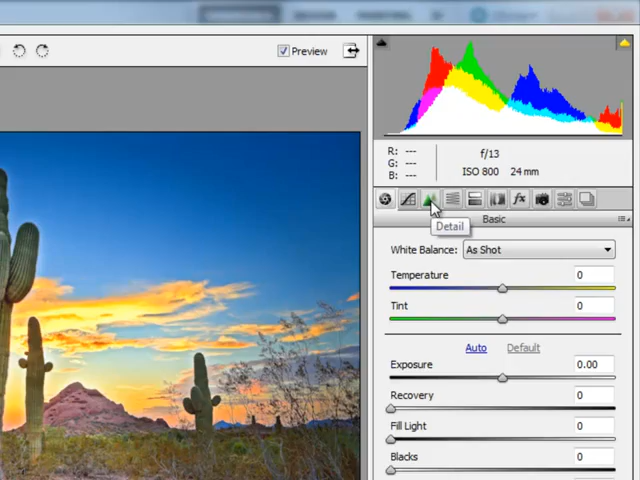 Preview
R: ---
G: ---
B: ---
f/13
ISO 800 24 mm
fx
Detail
Basic
White Balance: As Shot
Temperature 0
Tint 0
Auto Default
Exposure 0.00
Recovery 0
Fill Light 0
Blacks 0